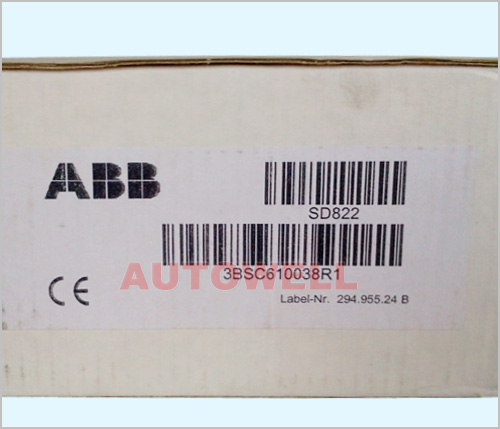 ABB
SD822
3BSC610038R1
AUTOWELL
CE
Label-Nr. 294.955.24 B